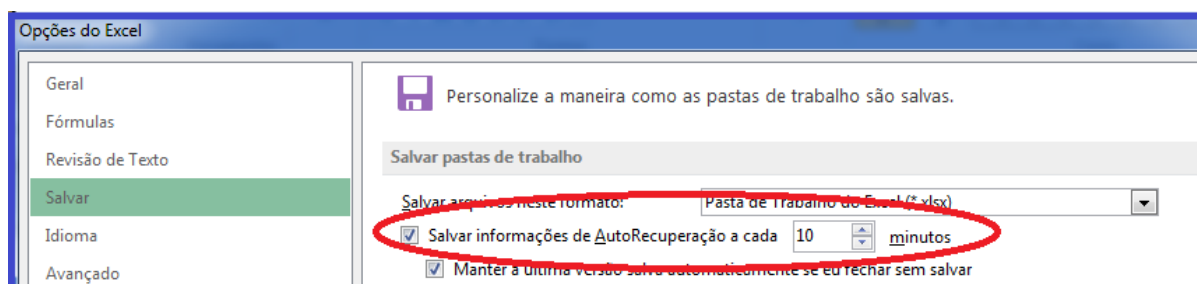 Opções do Excel
Geral
Fórmulas
Revisão de Texto
Salvar
Idioma
Avançado
Personalize a maneira como as pastas de trabalho são salvas.
Salvar pastas de trabalho
Salvar arquivos neste formato: Pasta de Trabalho do Excel (*.xlsx)
Salvar informações de AutoRecuperação a cada 10 minutos
Manter a última versão salva automaticamente se eu fechar sem salvar